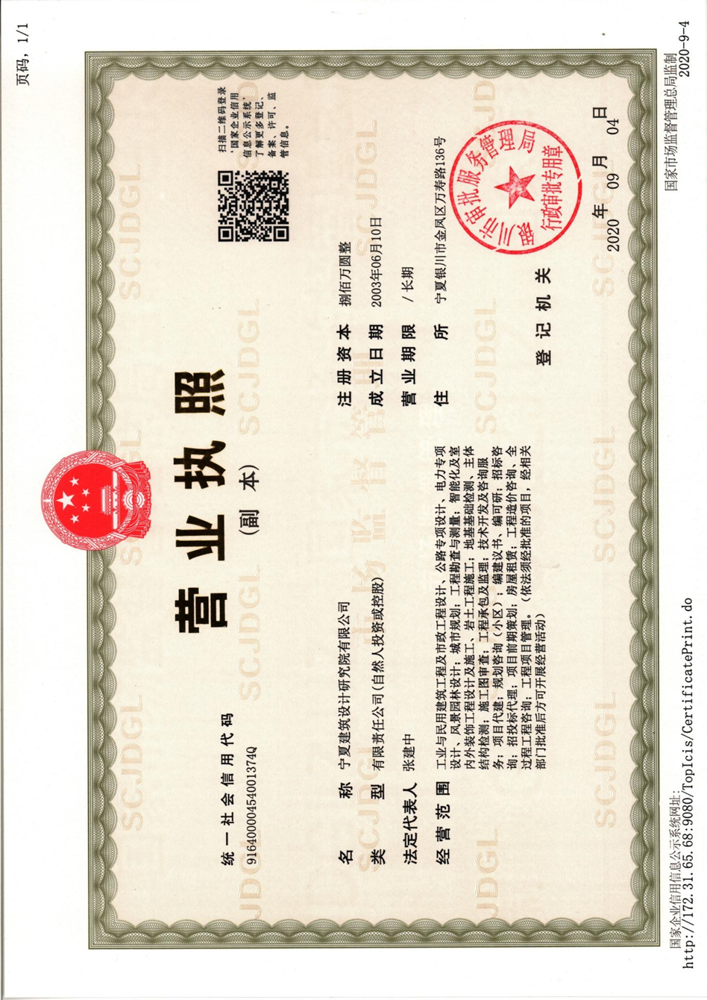 页码，1/1
营业执照
(副 本)
统一社会信用代码
91640000454001374Q
扫描二维码登录
‘国家企业信用
信息公示系统’
了解更多登记、
备案、许可、监
管信息。
名 称 宁夏建筑设计研究院有限公司
类 型 有限责任公司(自然人投资或控股)
法定代表人 张建中
经营范围 工业与民用建筑工程及市政工程设计、公路专项设计、电力专项
设计、风景园林设计；城市规划；工程勘查与测量；智能化及室
内外装饰工程设计及施工、岩土工程施工；地基基础检测、主体
结构检测；施工图审查；工程承包及监理；技术开发及咨询服
务；项目代建；规划咨询（小区）；编建议书、编可研；招标咨
询；招投标代理；项目前期策划；房屋租赁；工程造价咨询、全
过程工程咨询；工程项目管理。（依法须经批准的项目，经相关
部门批准后方可开展经营活动）
注册资本 捌佰万圆整
成立日期 2003年06月10日
营业期限 / 长期
住 所 宁夏银川市金凤区万寿路136号
登记机关
银川市审批服务管理局
行政审批专用章
2020 年 09 月 04 日
SCJDGL
市场监督管理
国家企业信用信息公示系统网址：
http://172.31.65.68:9080/TopIcis/CertificatePrint.do
国家市场监督管理总局监制
2020-9-4